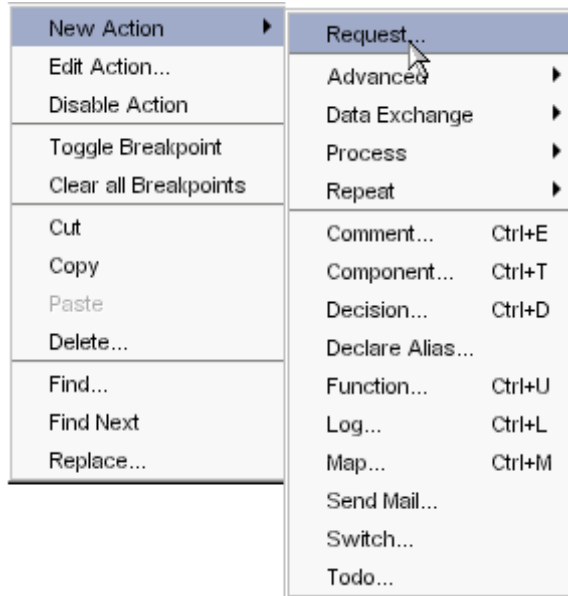 New Action
Edit Action...
Disable Action
Toggle Breakpoint
Clear all Breakpoints
Cut
Copy
Paste
Delete...
Find...
Find Next
Replace...
Request...
Advanced
Data Exchange
Process
Repeat
Comment... Ctrl+E
Component... Ctrl+T
Decision... Ctrl+D
Declare Alias...
Function... Ctrl+U
Log... Ctrl+L
Map... Ctrl+M
Send Mail...
Switch...
Todo...